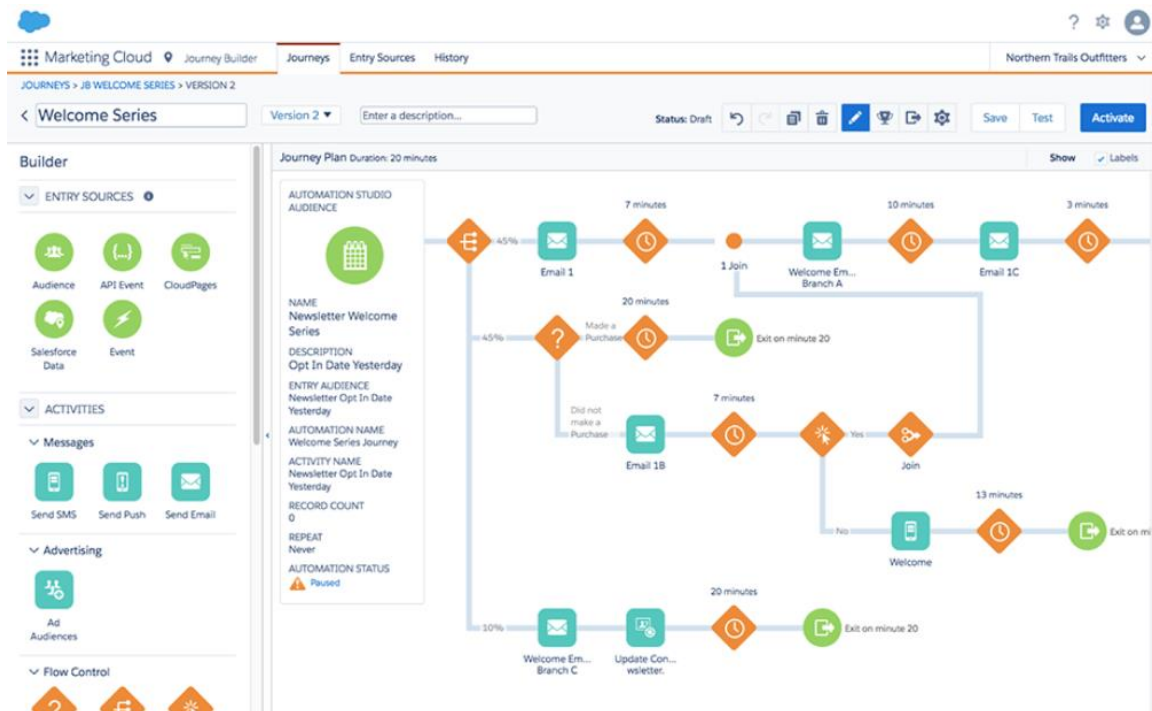 Marketing Cloud
Journey Builder
Journeys
Entry Sources
History
Northern Trails Outfitters
JOURNEYS > JB WELCOME SERIES > VERSION 2
Welcome Series
Version 2
Enter a description...
Status: Draft
Save
Test
Activate
Builder
ENTRY SOURCES
Audience
API Event
CloudPages
Salesforce
Data
Event
ACTIVITIES
Messages
Send SMS
Send Push
Send Email
Advertising
Ad
Audiences
Flow Control
Journey Plan Duration: 20 minutes
Show
Labels
AUTOMATION STUDIO
AUDIENCE
NAME
Newsletter Welcome
Series
DESCRIPTION
Opt In Date Yesterday
ENTRY AUDIENCE
Newsletter Opt In Date
Yesterday
AUTOMATION NAME
Welcome Series Journey
ACTIVITY NAME
Newsletter Opt In Date
Yesterday
RECORD COUNT
0
REPEAT
Never
AUTOMATION STATUS
Paused
45%
Email 1
7 minutes
1 Join
Welcome Em...
Branch A
10 minutes
Email 1C
3 minutes
45%
?
Made a
Purchase
20 minutes
Exit on minute 20
Did not
make a
Purchase
Email 1B
7 minutes
Yes
Join
No
Welcome
13 minutes
Exit on mi
10%
Welcome Em...
Branch C
Update Con...
wsletter.
20 minutes
Exit on minute 20